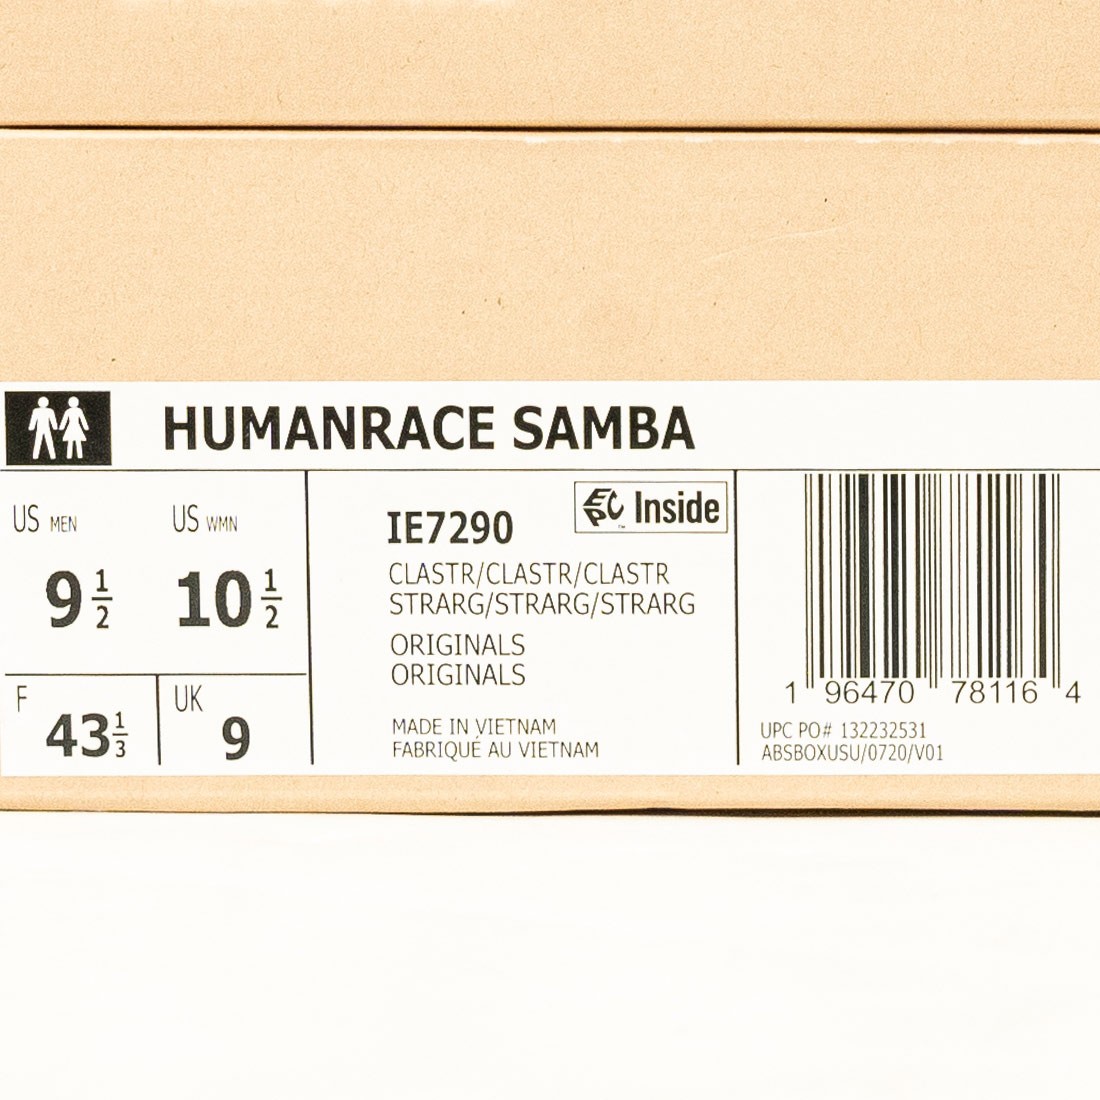 HUMANRACE SAMBA
US MEN
9 1/2
US WMN
10 1/2
F
43 1/3
UK
9
EPC™ Inside
IE7290
CLASTR/CLASTR/CLASTR
STRARG/STRARG/STRARG
ORIGINALS
ORIGINALS
MADE IN VIETNAM
FABRIQUÉ AU VIETNAM
1 96470 78116 4
UPC PO# 132232531
ABSBOXUSU/0720/V01